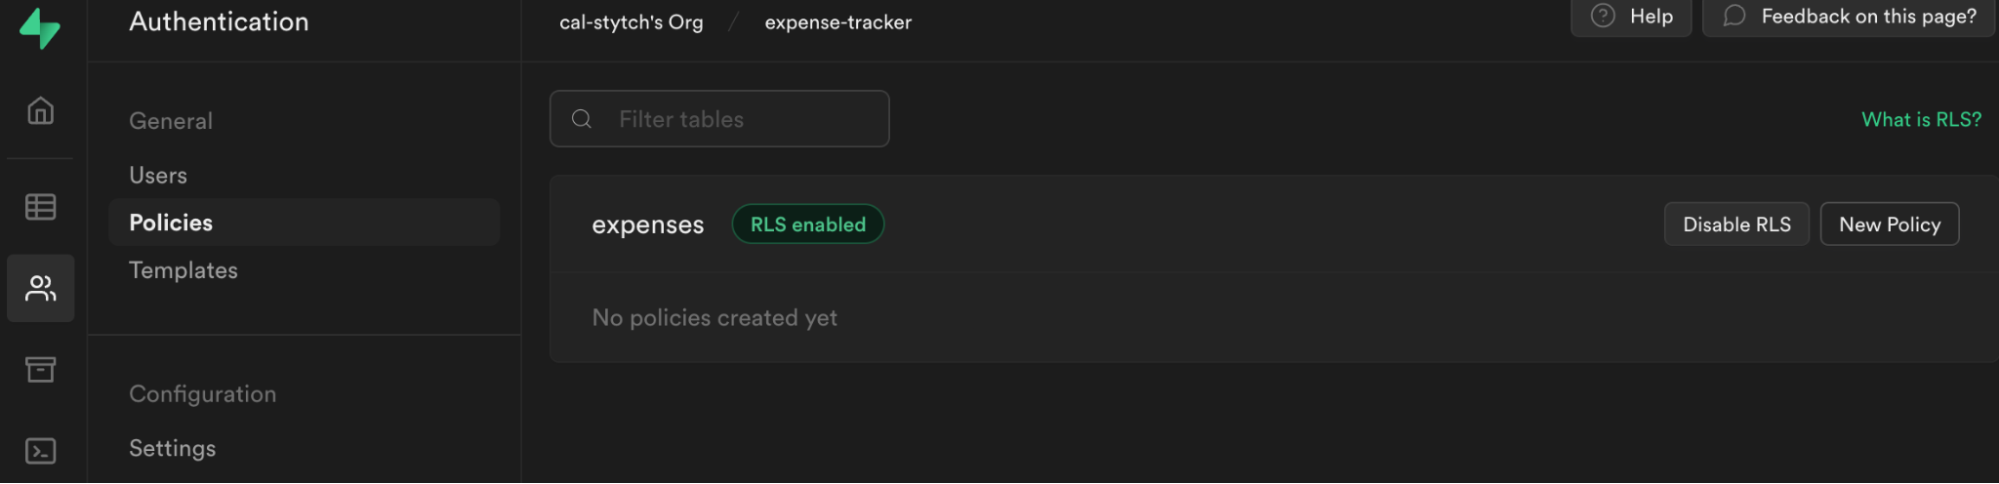 Authentication
cal-stytch's Org / expense-tracker
Help
Feedback on this page?
General
Users
Policies
Templates
Configuration
Settings
Filter tables
What is RLS?
expenses
RLS enabled
Disable RLS
New Policy
No policies created yet